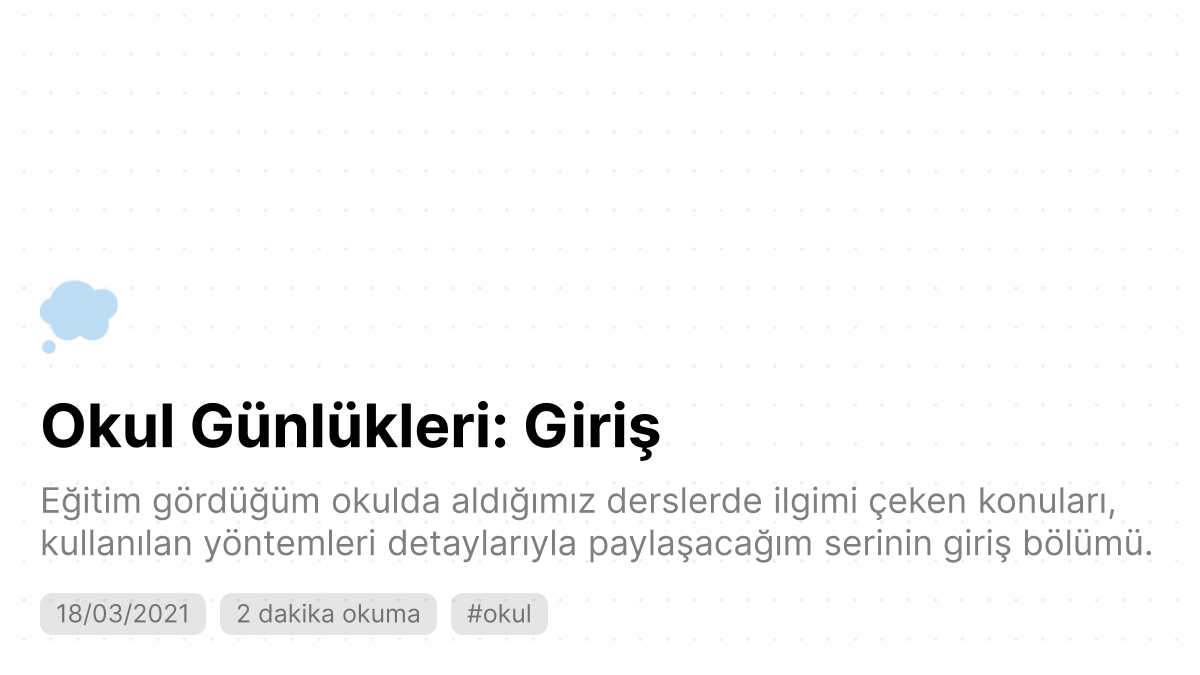 Okul Günlükleri: Giriş
Eğitim gördüğüm okulda aldığımız derslerde ilgimi çeken konuları,
kullanılan yöntemleri detaylarıyla paylaşacağım serinin giriş bölümü.
18/03/2021 2 dakika okuma #okul